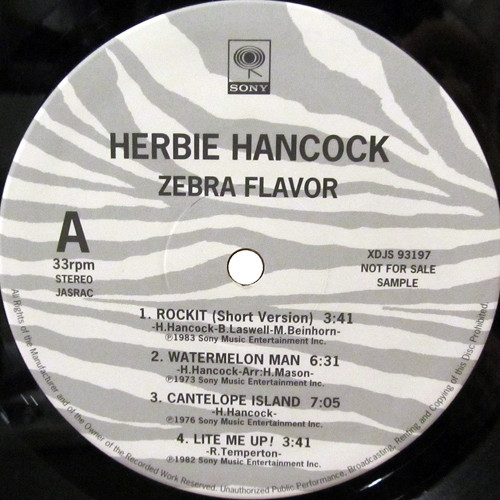 SONY
HERBIE HANCOCK
ZEBRA FLAVOR
A
33rpm
STEREO
JASRAC
XDJS 93197
NOT FOR SALE
SAMPLE
1. ROCKIT (Short Version) 3:41
-H.Hancock-B.Laswell-M.Beinhorn-
℗1983 Sony Music Entertainment Inc.
2. WATERMELON MAN 6:31
-H.Hancock-Arr:H.Mason-
℗1973 Sony Music Entertainment Inc.
3. CANTELOPE ISLAND 7:05
-H.Hancock-
℗1976 Sony Music Entertainment Inc.
4. LITE ME UP! 3:41
-R.Temperton-
℗1982 Sony Music Entertainment Inc.
All Rights of the Manufacturer and of the Owner of the Recorded Work Reserved. Unauthorized Public Performance, Broadcasting, Renting and Copying of this Disc Prohibited.